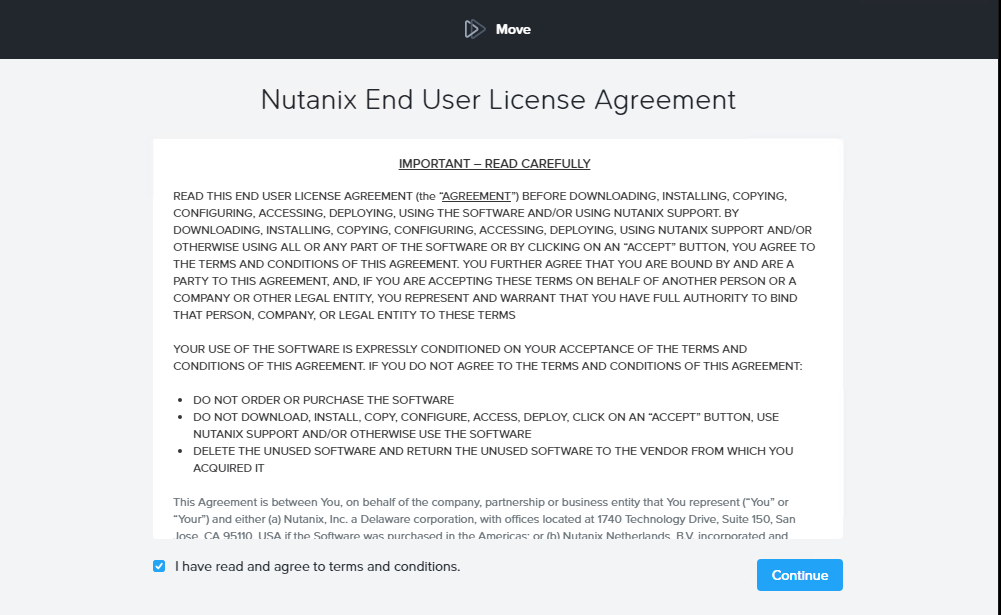 Move
Nutanix End User License Agreement
IMPORTANT – READ CAREFULLY
READ THIS END USER LICENSE AGREEMENT (the “AGREEMENT”) BEFORE DOWNLOADING, INSTALLING, COPYING,
CONFIGURING, ACCESSING, DEPLOYING, USING THE SOFTWARE AND/OR USING NUTANIX SUPPORT. BY
DOWNLOADING, INSTALLING, COPYING, CONFIGURING, ACCESSING, DEPLOYING, USING NUTANIX SUPPORT AND/OR
OTHERWISE USING ALL OR ANY PART OF THE SOFTWARE OR BY CLICKING ON AN “ACCEPT” BUTTON, YOU AGREE TO
THE TERMS AND CONDITIONS OF THIS AGREEMENT. YOU FURTHER AGREE THAT YOU ARE BOUND BY AND ARE A
PARTY TO THIS AGREEMENT, AND, IF YOU ARE ACCEPTING THESE TERMS ON BEHALF OF ANOTHER PERSON OR A
COMPANY OR OTHER LEGAL ENTITY, YOU REPRESENT AND WARRANT THAT YOU HAVE FULL AUTHORITY TO BIND
THAT PERSON, COMPANY, OR LEGAL ENTITY TO THESE TERMS
YOUR USE OF THE SOFTWARE IS EXPRESSLY CONDITIONED ON YOUR ACCEPTANCE OF THE TERMS AND
CONDITIONS OF THIS AGREEMENT. IF YOU DO NOT AGREE TO THE TERMS AND CONDITIONS OF THIS AGREEMENT:
• DO NOT ORDER OR PURCHASE THE SOFTWARE
• DO NOT DOWNLOAD, INSTALL, COPY, CONFIGURE, ACCESS, DEPLOY, CLICK ON AN “ACCEPT” BUTTON, USE
NUTANIX SUPPORT AND/OR OTHERWISE USE THE SOFTWARE
• DELETE THE UNUSED SOFTWARE AND RETURN THE UNUSED SOFTWARE TO THE VENDOR FROM WHICH YOU
ACQUIRED IT
This Agreement is between You, on behalf of the company, partnership or business entity that You represent (“You” or
“Your”) and either (a) Nutanix, Inc. a Delaware corporation, with offices located at 1740 Technology Drive, Suite 150, San
Jose, CA 95110, USA if the Software was purchased in the Americas; or (b) Nutanix Netherlands, B.V. incorporated and
I have read and agree to terms and conditions.
Continue